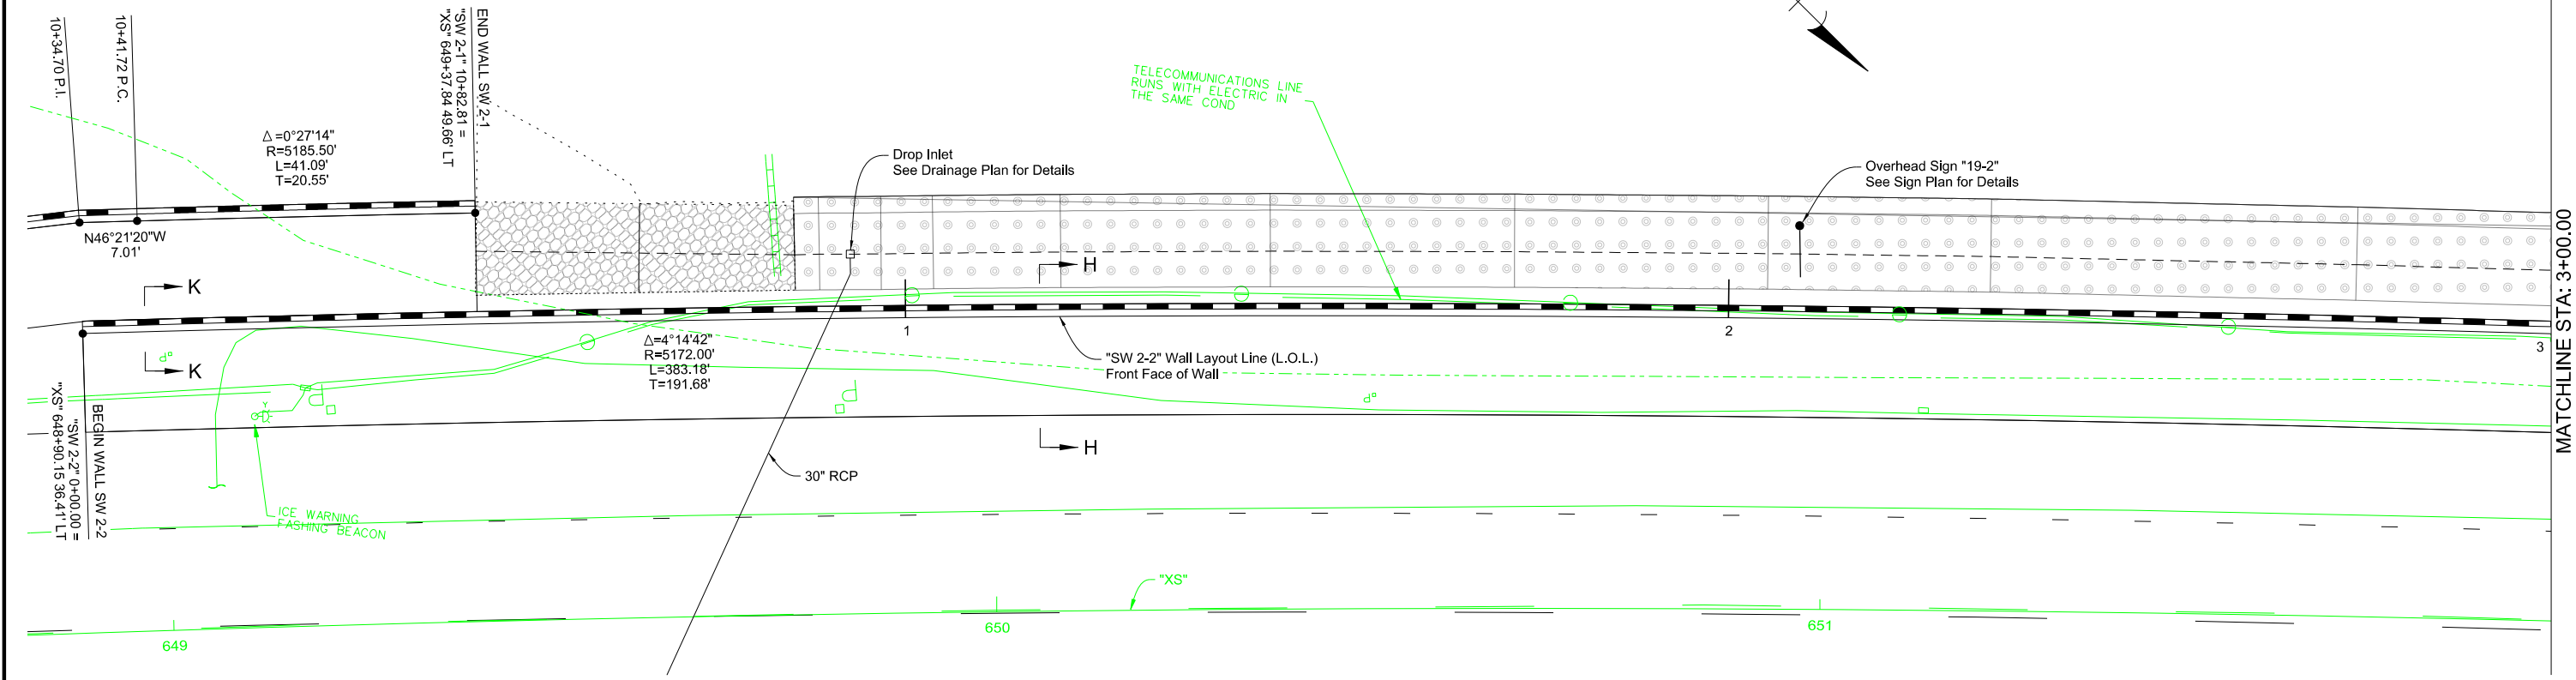 10+34.70 P.I.
10+41.72 P.C.
Δ =0°27'14"
R=5185.50'
L=41.09'
T=20.55'
END WALL SW 2-1
"SW 2-1" 10+82.81 =
"XS" 649+37.84 49.66' LT
N46°21'20"W
7.01'
K
K
Drop Inlet
See Drainage Plan for Details
TELECOMMUNICATIONS LINE
RUNS WITH ELECTRIC IN
THE SAME COND
Overhead Sign "19-2"
See Sign Plan for Details
H
H
1
2
3
Δ=4°14'42"
R=5172.00'
L=383.18'
T=191.68'
"SW 2-2" Wall Layout Line (L.O.L.)
Front Face of Wall
BEGIN WALL SW 2-2
"SW 2-2" 0+00.00 =
"XS" 648+90.15 36.41' LT
ICE WARNING
FASHING BEACON
30" RCP
"XS"
649
650
651
MATCHLINE STA: 3+00.00